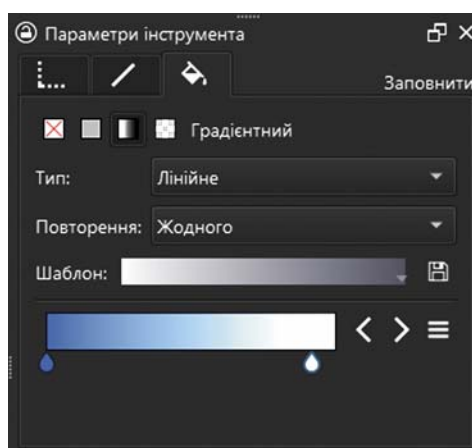 Параметри інструмента
Заповнити
Градієнтний
Тип: Лінійне
Повторення: Жодного
Шаблон: